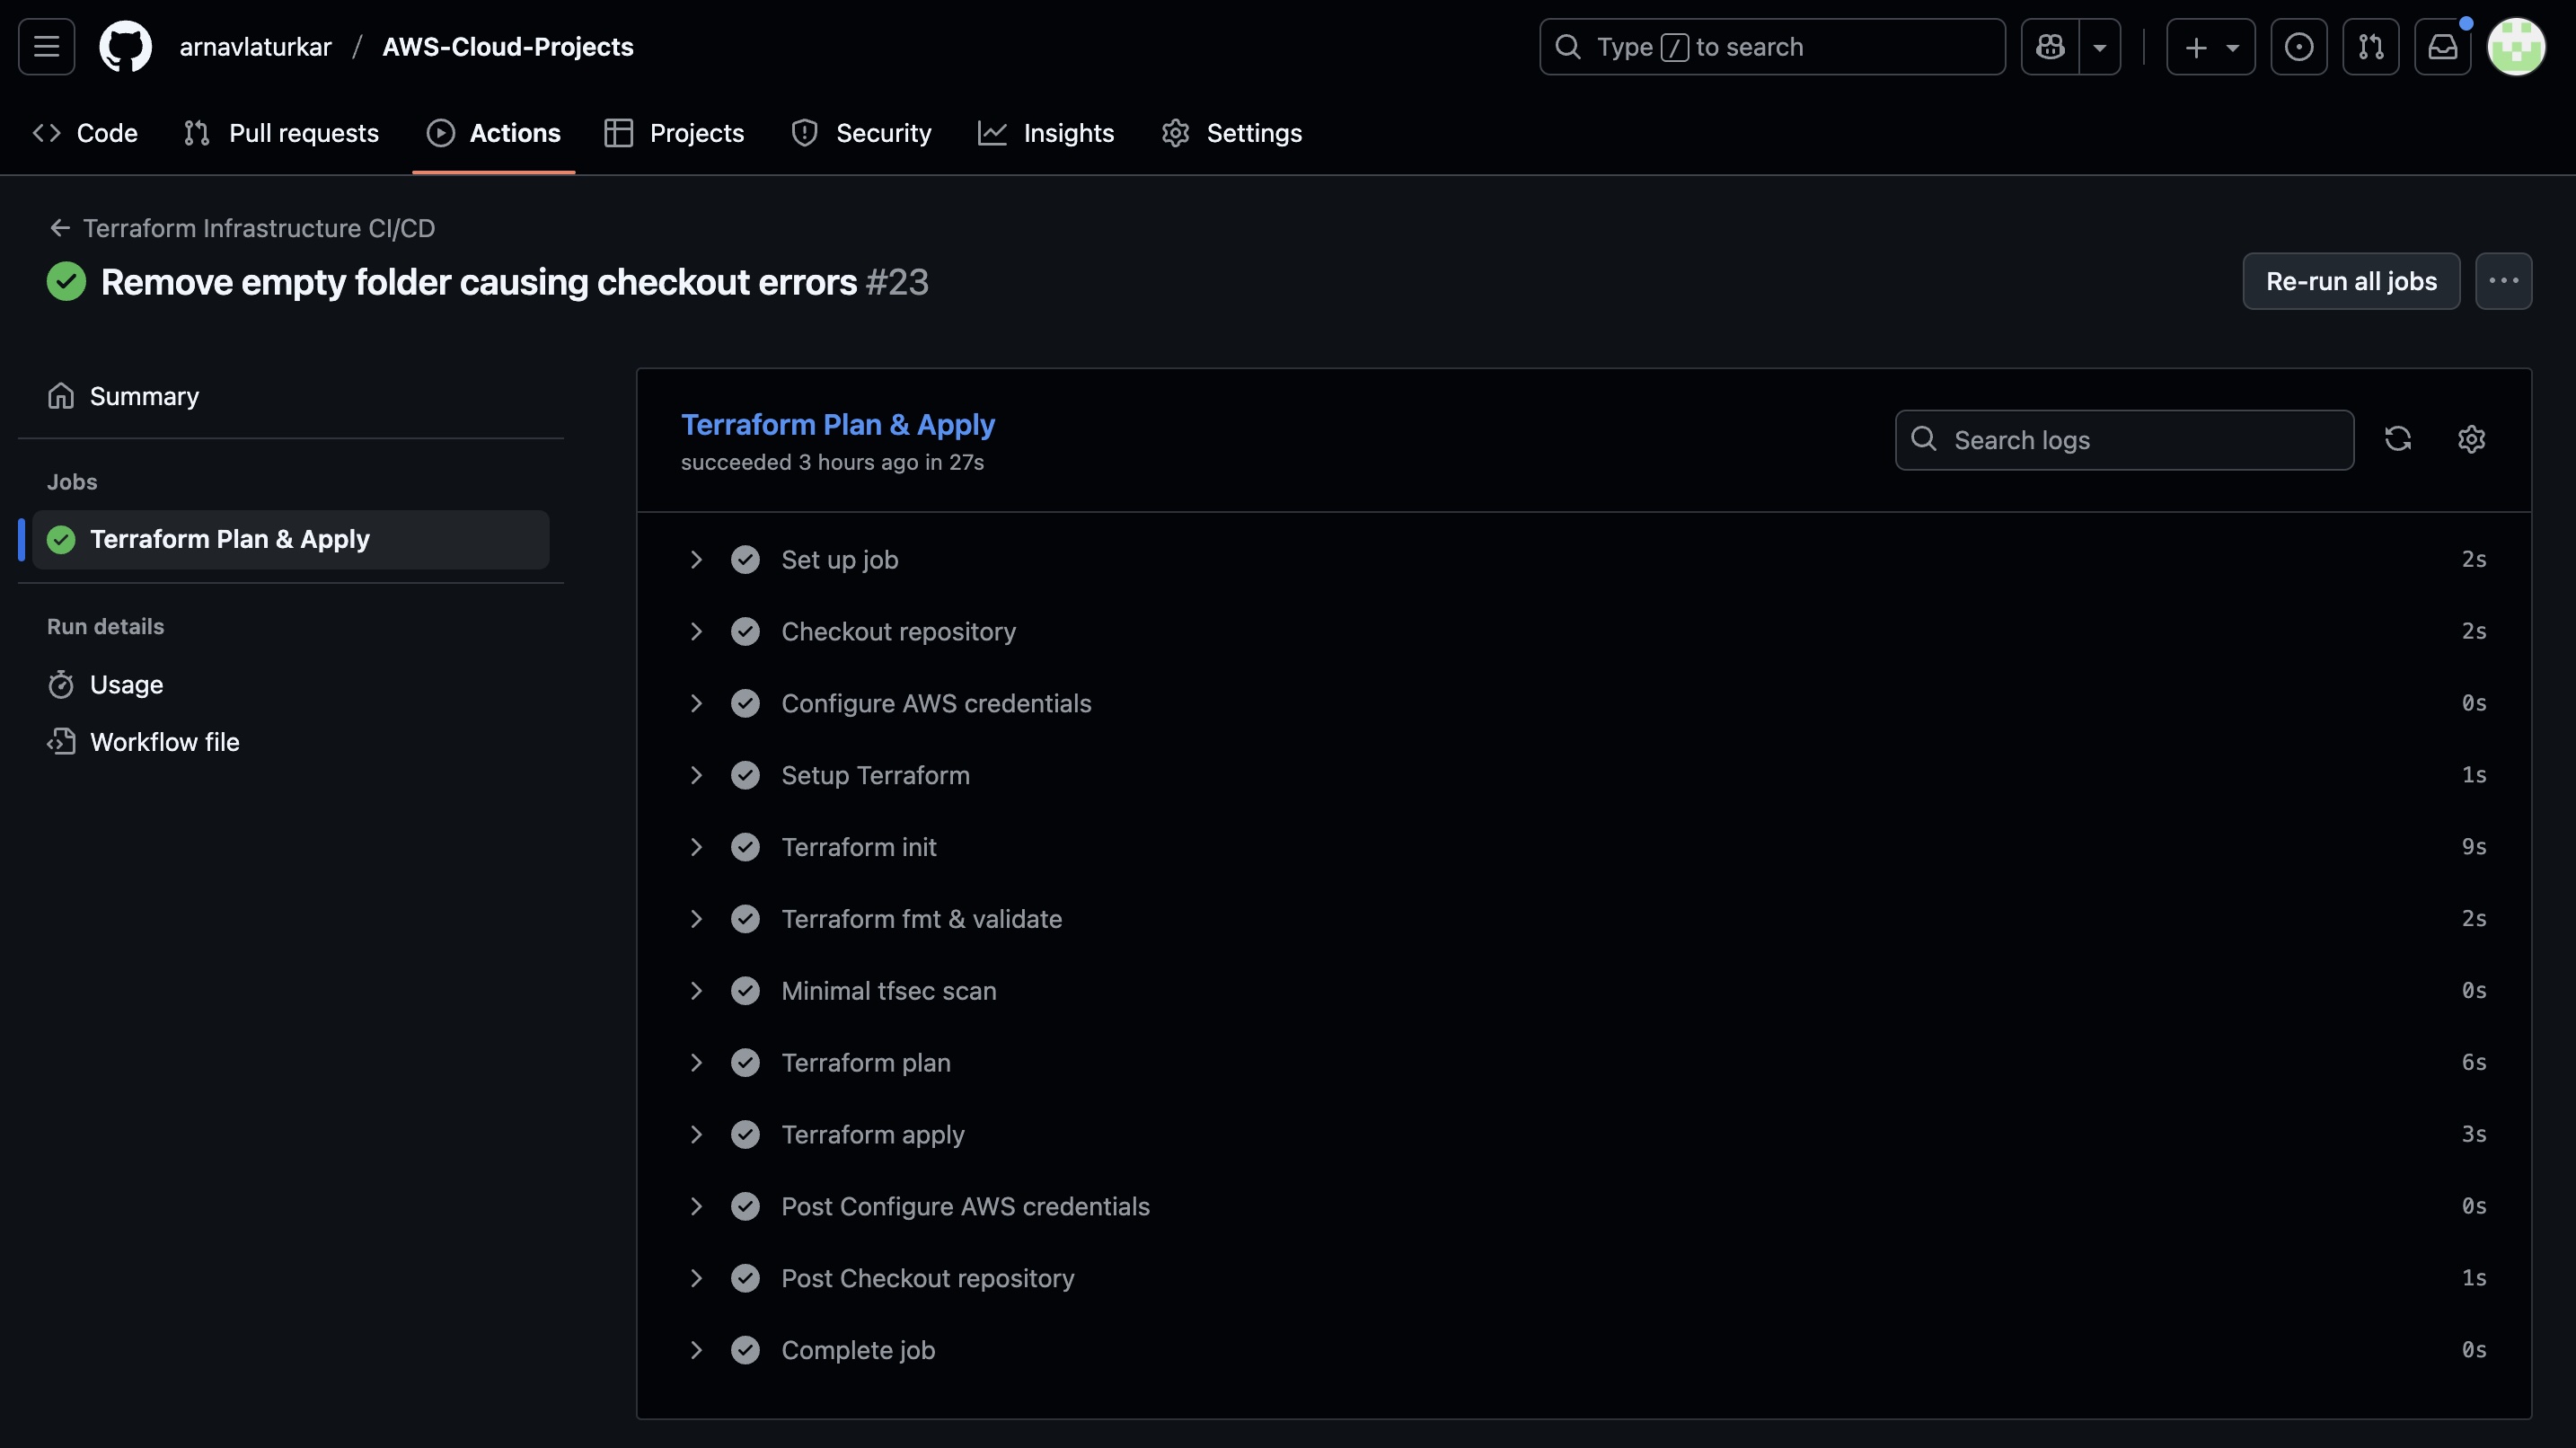 arnavlaturkar / AWS-Cloud-Projects
Type / to search
Code Pull requests Actions Projects Security Insights Settings
Terraform Infrastructure CI/CD
Remove empty folder causing checkout errors #23
Re-run all jobs
Summary
Jobs
Terraform Plan & Apply
Run details
Usage
Workflow file
Terraform Plan & Apply
succeeded 3 hours ago in 27s
Search logs
Set up job 2s
Checkout repository 2s
Configure AWS credentials 0s
Setup Terraform 1s
Terraform init 9s
Terraform fmt & validate 2s
Minimal tfsec scan 0s
Terraform plan 6s
Terraform apply 3s
Post Configure AWS credentials 0s
Post Checkout repository 1s
Complete job 0s